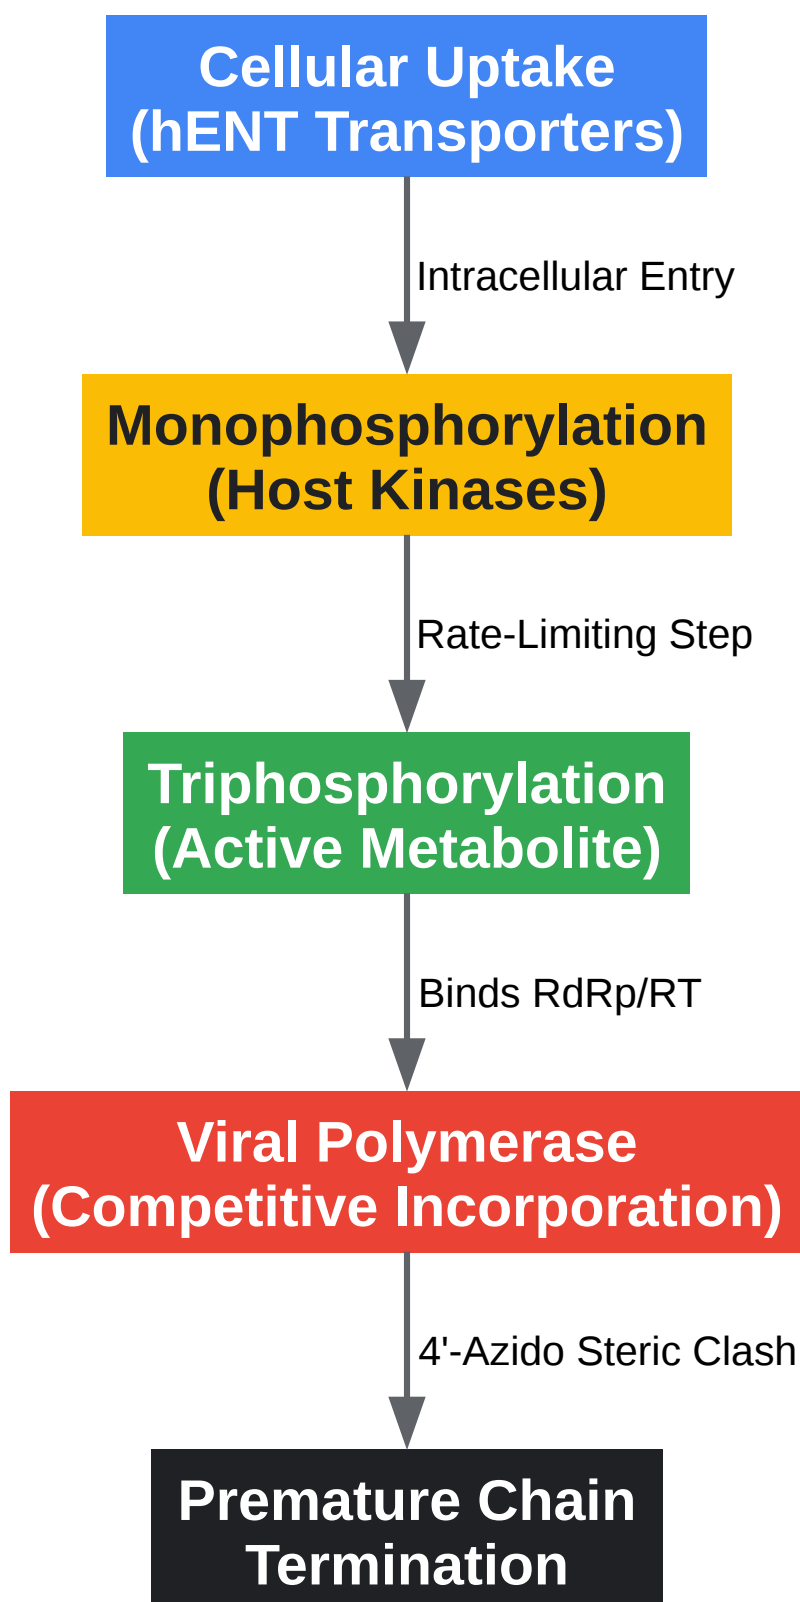 Cellular Uptake
(hENT Transporters)
Intracellular Entry
Monophosphorylation
(Host Kinases)
Rate-Limiting Step
Triphosphorylation
(Active Metabolite)
Binds RdRp/RT
Viral Polymerase
(Competitive Incorporation)
4'-Azido Steric Clash
Premature Chain
Termination